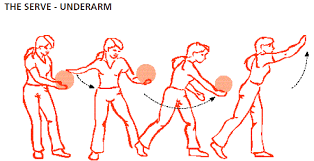 THE SERVE - UNDERARM